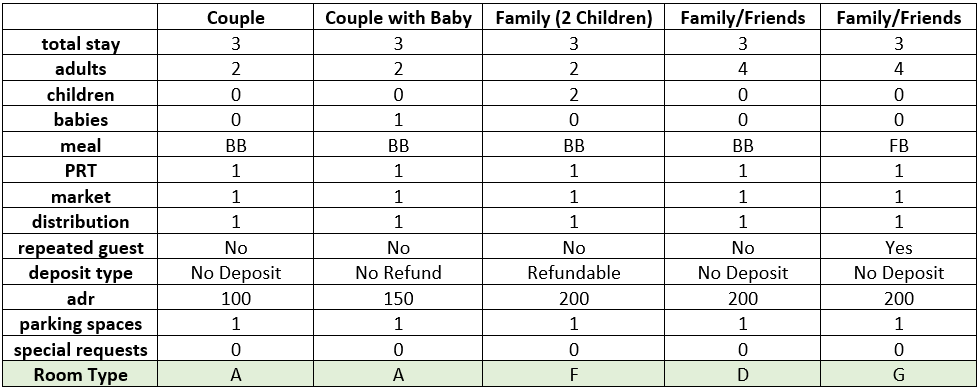 Couple Couple with Baby Family (2 Children) Family/Friends Family/Friends
total stay 3 3 3 3 3
adults 2 2 2 4 4
children 0 0 2 0 0
babies 0 1 0 0 0
meal BB BB BB BB FB
PRT 1 1 1 1 1
market 1 1 1 1 1
distribution 1 1 1 1 1
repeated guest No No No No Yes
deposit type No Deposit No Refund Refundable No Deposit No Deposit
adr 100 150 200 200 200
parking spaces 1 1 1 1 1
special requests 0 0 0 0 0
Room Type A A F D G